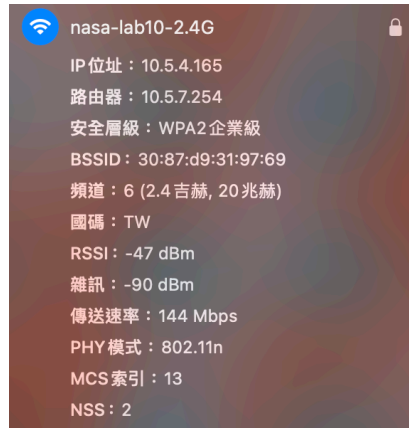 nasa-lab10-2.4G
IP位址：10.5.4.165
路由器：10.5.7.254
安全層級：WPA2企業級
BSSID：30:87:d9:31:97:69
頻道：6 (2.4吉赫, 20兆赫)
國碼：TW
RSSI：-47 dBm
雜訊：-90 dBm
傳送速率：144 Mbps
PHY模式：802.11n
MCS索引：13
NSS：2